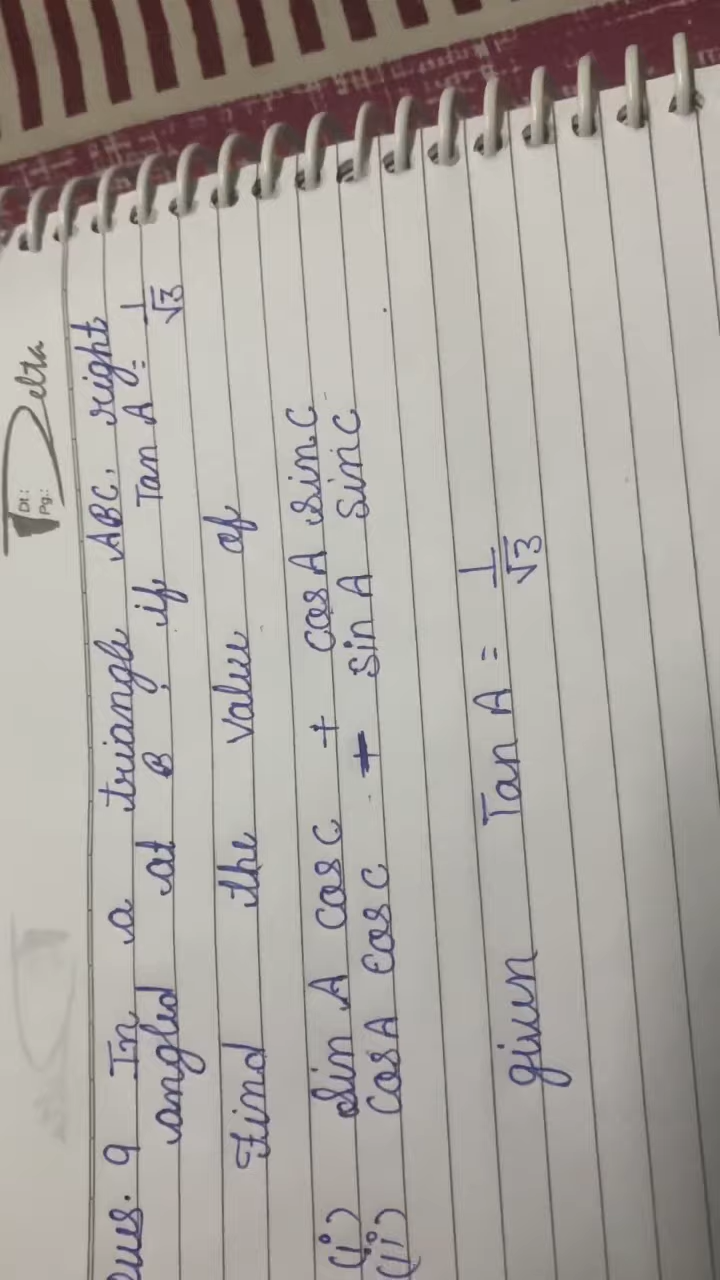 Delta
Dt.:
Pg.:
Ques. 9 In a triangle ABC, right
angled at B, if Tan A = 1/√3
Find the value of
(i) sin A cos C + cos A sin C
(ii) cos A cos C + sin A sin C
given Tan A = 1/√3